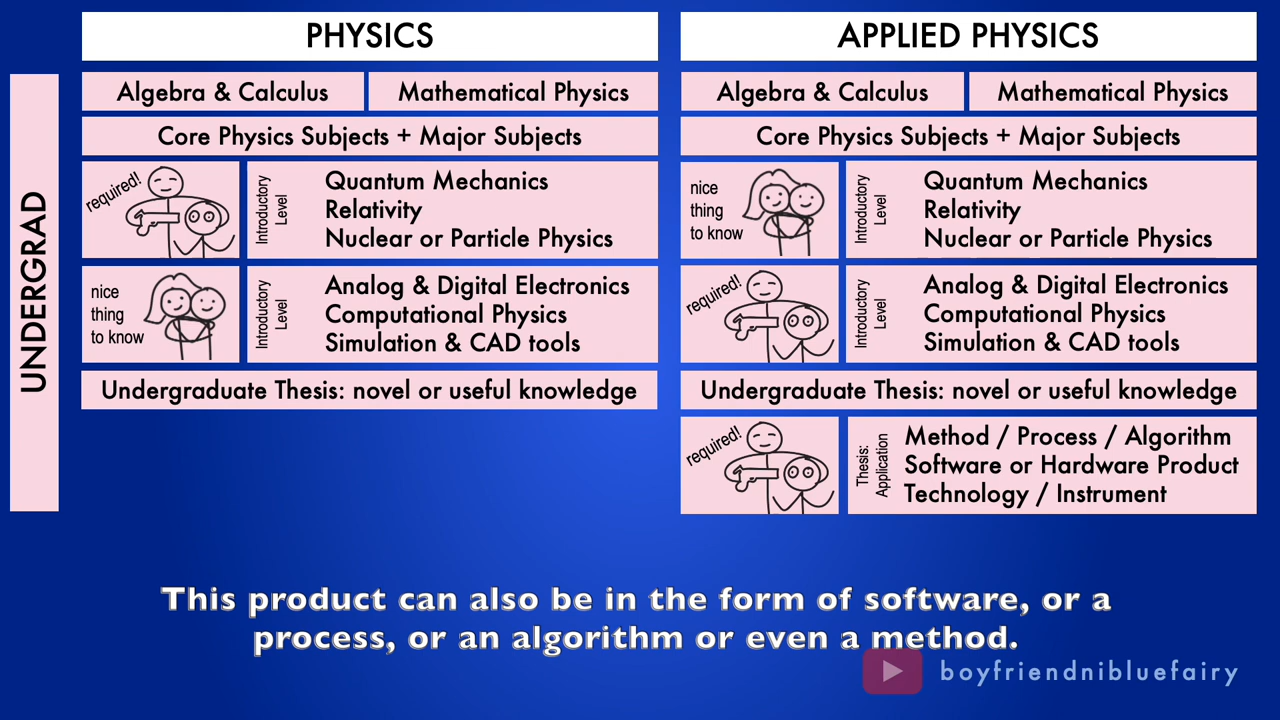 PHYSICS
APPLIED PHYSICS
UNDERGRAD
Algebra & Calculus
Mathematical Physics
Algebra & Calculus
Mathematical Physics
Core Physics Subjects + Major Subjects
Core Physics Subjects + Major Subjects
required!
Introductory
Level
Quantum Mechanics
Relativity
Nuclear or Particle Physics
nice
thing
to know
Introductory
Level
Quantum Mechanics
Relativity
Nuclear or Particle Physics
nice
thing
to know
Introductory
Level
Analog & Digital Electronics
Computational Physics
Simulation & CAD tools
required!
Introductory
Level
Analog & Digital Electronics
Computational Physics
Simulation & CAD tools
Undergraduate Thesis: novel or useful knowledge
Undergraduate Thesis: novel or useful knowledge
required!
Thesis:
Application
Method / Process / Algorithm
Software or Hardware Product
Technology / Instrument
This product can also be in the form of software, or a
process, or an algorithm or even a method.
boyfriendnibluefairy